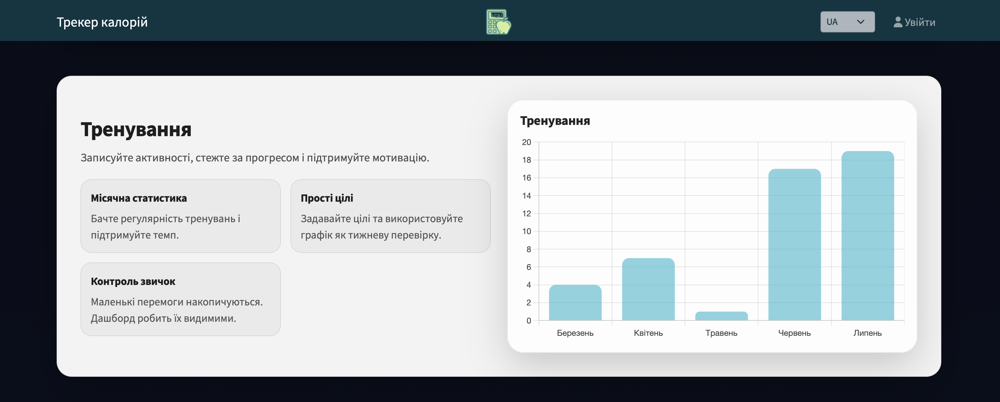 Трекер калорій
kcal
UA
Увійти
Тренування
Записуйте активності, стежте за прогресом і підтримуйте мотивацію.
Місячна статистика
Бачте регулярність тренувань і
підтримуйте темп.
Прості цілі
Задавайте цілі та використовуйте
графік як тижневу перевірку.
Контроль звичок
Маленькі перемоги накопичуються.
Дашборд робить їх видимими.
Тренування
20
18
16
14
12
10
8
6
4
2
0
Березень
Квітень
Травень
Червень
Липень